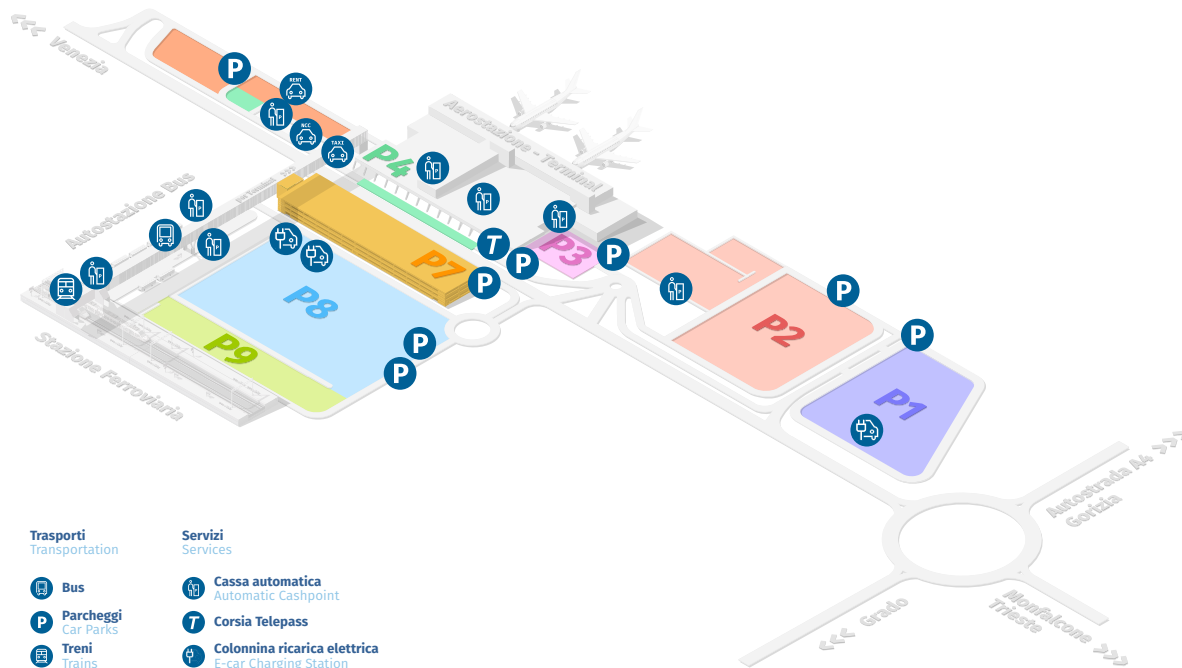 <<< Venezia
P
RENT
P
NCC
TAXI
P4
P
Aerostazione - Terminal
P
Autostazione Bus
P
P
P
P
T
P3
P
P
P7
P
P8
P
P2
P
P
P
P
P9
P1
Stazione Ferroviaria
Autostrada A4 >>>
Gorizia
<<< Grado
Monfalcone
Trieste >>>
Trasporti
Transportation
Bus
P
Parcheggi
Car Parks
Treni
Trains
Servizi
Services
P
Cassa automatica
Automatic Cashpoint
T
Corsia Telepass
Colonnina ricarica elettrica
E-car Charging Station